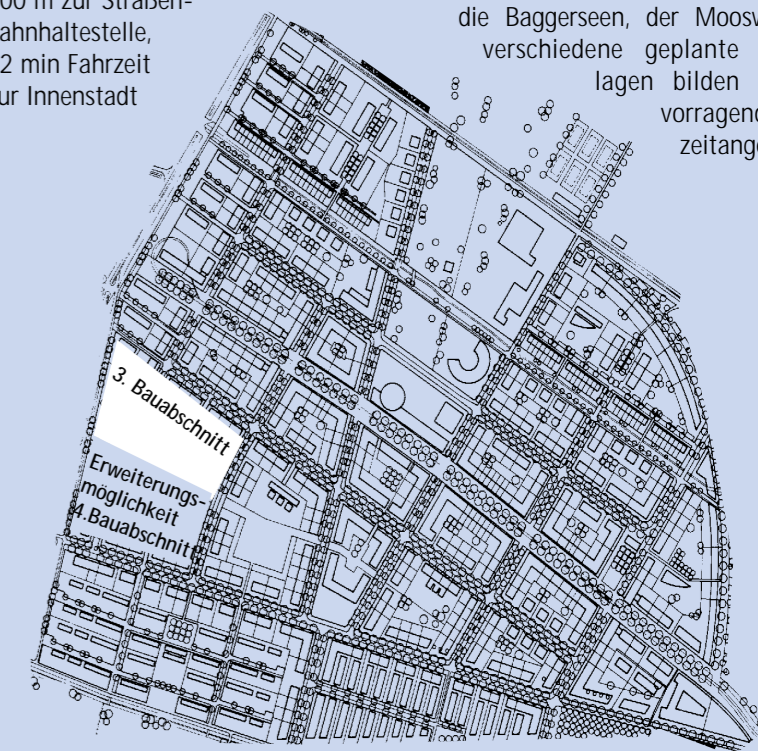 00 m zur Straßen-
ahnhaltestelle,
2 min Fahrzeit
ur Innenstadt
die Baggerseen, der Moosw
verschiedene geplante
lagen bilden
vorragend
zeitange
3. Bauabschnitt
Erweiterungs-
möglichkeit
4.Bauabschnitt